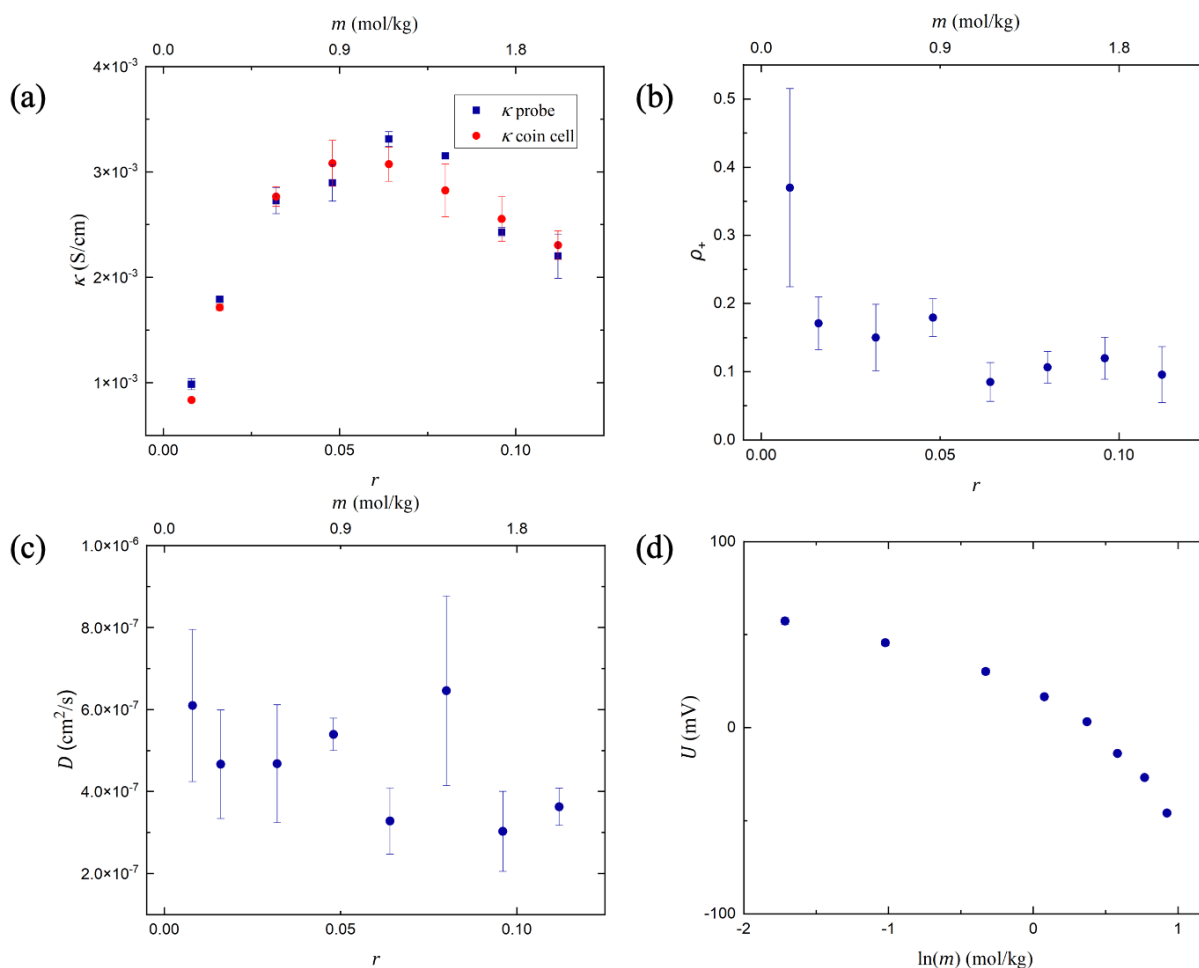 (a)
m (mol/kg)
0.0 0.9 1.8
4×10⁻³
3×10⁻³
2×10⁻³
1×10⁻³
κ (S/cm)
κ probe
κ coin cell
0.00 0.05 0.10
r
(b)
m (mol/kg)
0.0 0.9 1.8
0.5
0.4
0.3
0.2
0.1
0.0
ρ₊
0.00 0.05 0.10
r
(c)
m (mol/kg)
0.0 0.9 1.8
1.0×10⁻⁶
8.0×10⁻⁷
6.0×10⁻⁷
4.0×10⁻⁷
2.0×10⁻⁷
D (cm²/s)
0.00 0.05 0.10
r
(d)
100
0
-100
U (mV)
-2 -1 0 1
ln(m) (mol/kg)